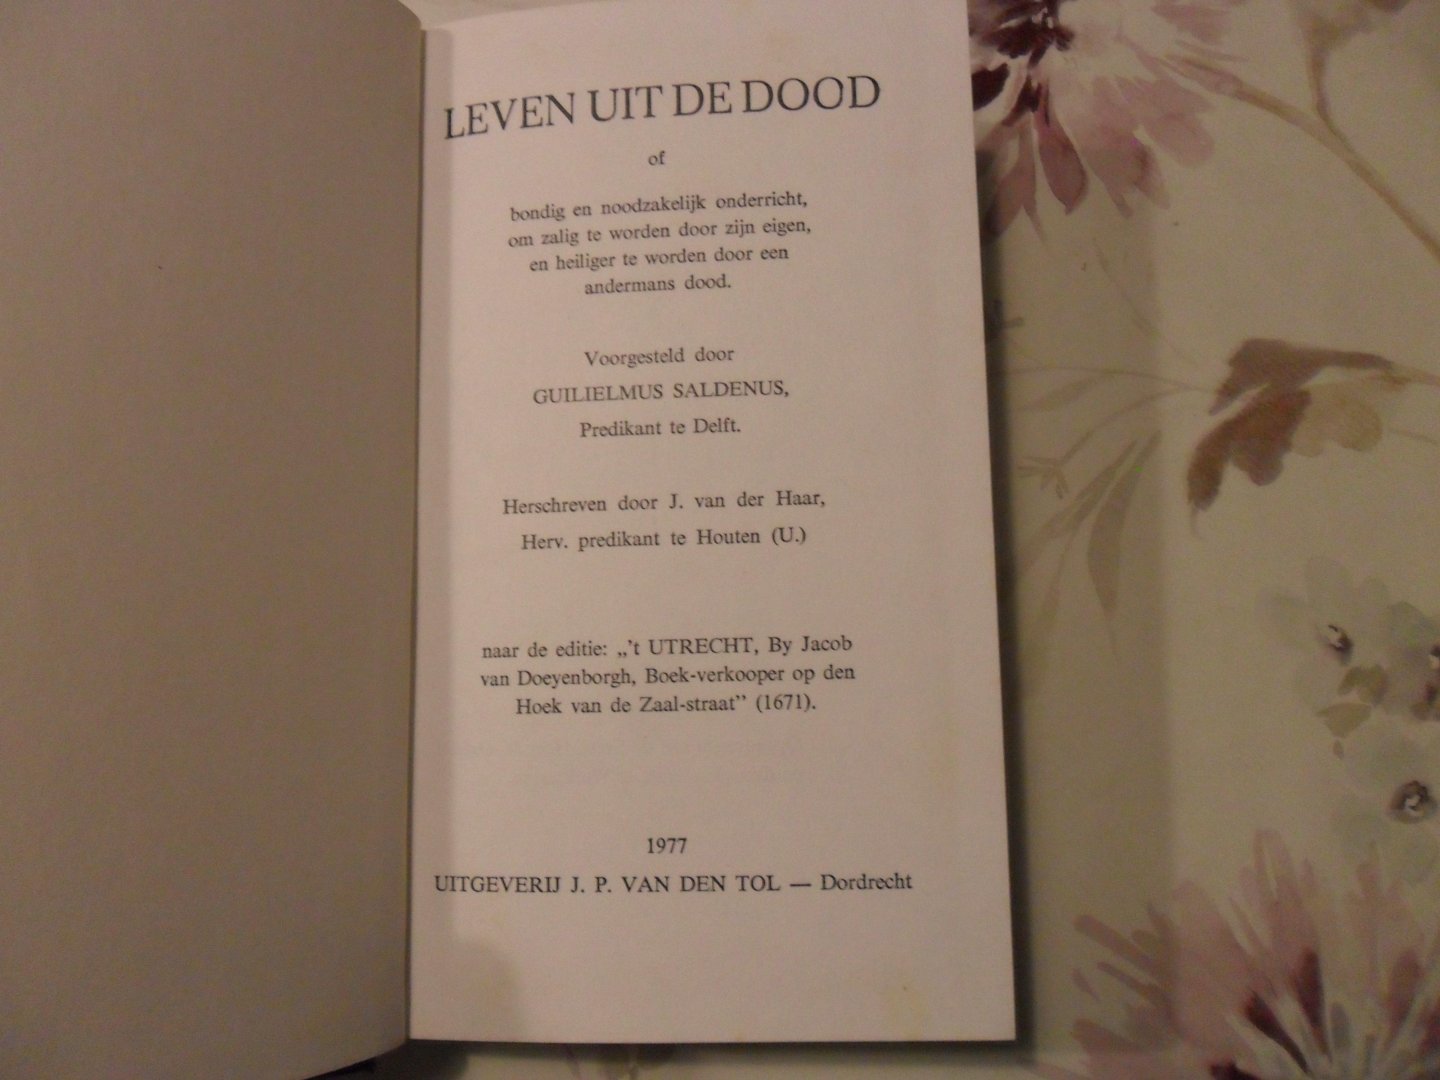 LEVEN UIT DE DOOD
of
bondig en noodzakelijk onderricht,
om zalig te worden door zijn eigen,
en heiliger te worden door een
andermans dood.
Voorgesteld door
GUILIELMUS SALDENUS,
Predikant te Delft.
Herschreven door J. van der Haar,
Herv. predikant te Houten (U.)
naar de editie: „'t UTRECHT, By Jacob
van Doeyenborgh, Boek-verkooper op den
Hoek van de Zaal-straat” (1671).
1977
UITGEVERIJ J. P. VAN DEN TOL — Dordrecht